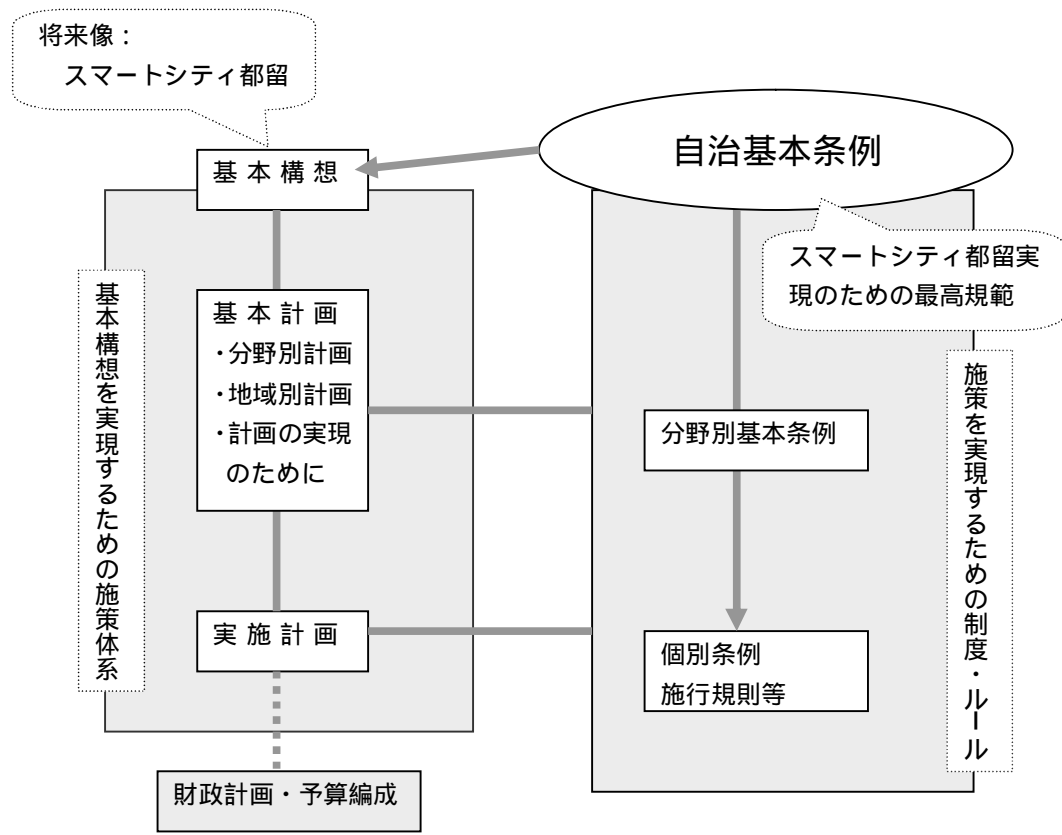 将来像：
スマートシティ都留
自治基本条例
基本構想
スマートシティ都留実
現のための最高規範
基本構想を実現するための施策体系
基本計画
・分野別計画
・地域別計画
・計画の実現
のために
分野別基本条例
施策を実現するための制度・ルール
実施計画
個別条例
施行規則等
財政計画・予算編成